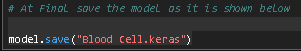 # At Final save the model as it is shown below
model.save("Blood Cell.keras")